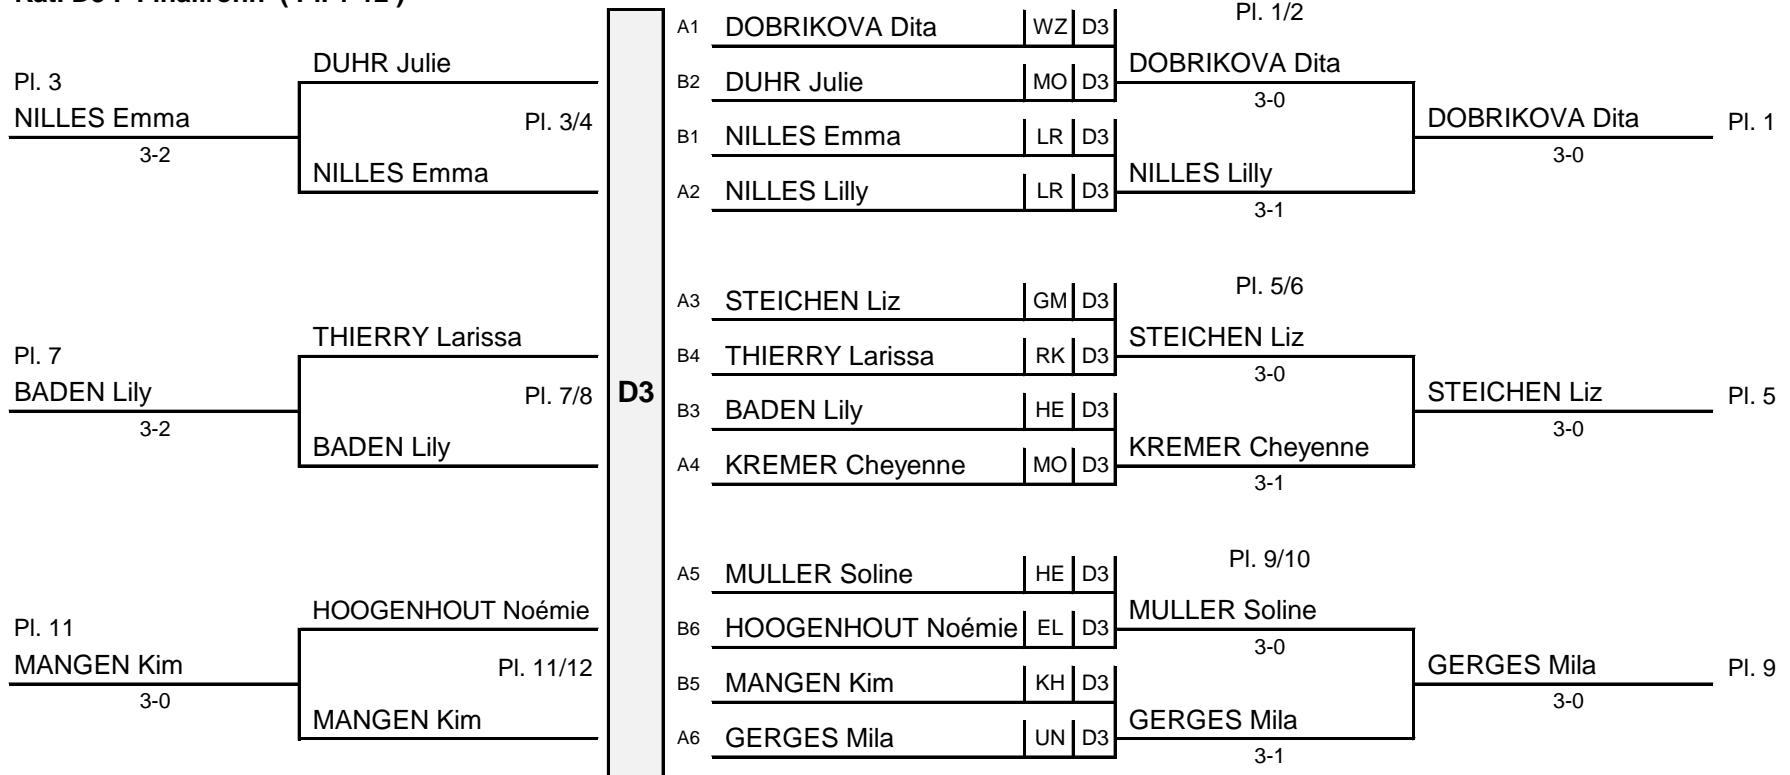 A1 DOBRIKOVA Dita WZ D3 Pl. 1/2
DUHR Julie DOBRIKOVA Dita
Pl. 3 B2 DUHR Julie MO D3 3-0
NILLES Emma Pl. 3/4 DOBRIKOVA Dita Pl. 1
3-2 B1 NILLES Emma LR D3 3-0
NILLES Emma NILLES Lilly
A2 NILLES Lilly LR D3 3-1
A3 STEICHEN Liz GM D3 Pl. 5/6
THIERRY Larissa STEICHEN Liz
Pl. 7 B4 THIERRY Larissa RK D3 3-0
BADEN Lily Pl. 7/8 D3 STEICHEN Liz Pl. 5
3-2 B3 BADEN Lily HE D3 3-0
BADEN Lily KREMER Cheyenne
A4 KREMER Cheyenne MO D3 3-1
A5 MULLER Soline HE D3 Pl. 9/10
HOOGENHOUT Noémie MULLER Soline
Pl. 11 B6 HOOGENHOUT Noémie EL D3 3-0
MANGEN Kim Pl. 11/12 GERGES Mila Pl. 9
3-0 B5 MANGEN Kim KH D3 3-0
MANGEN Kim GERGES Mila
A6 GERGES Mila UN D3 3-1